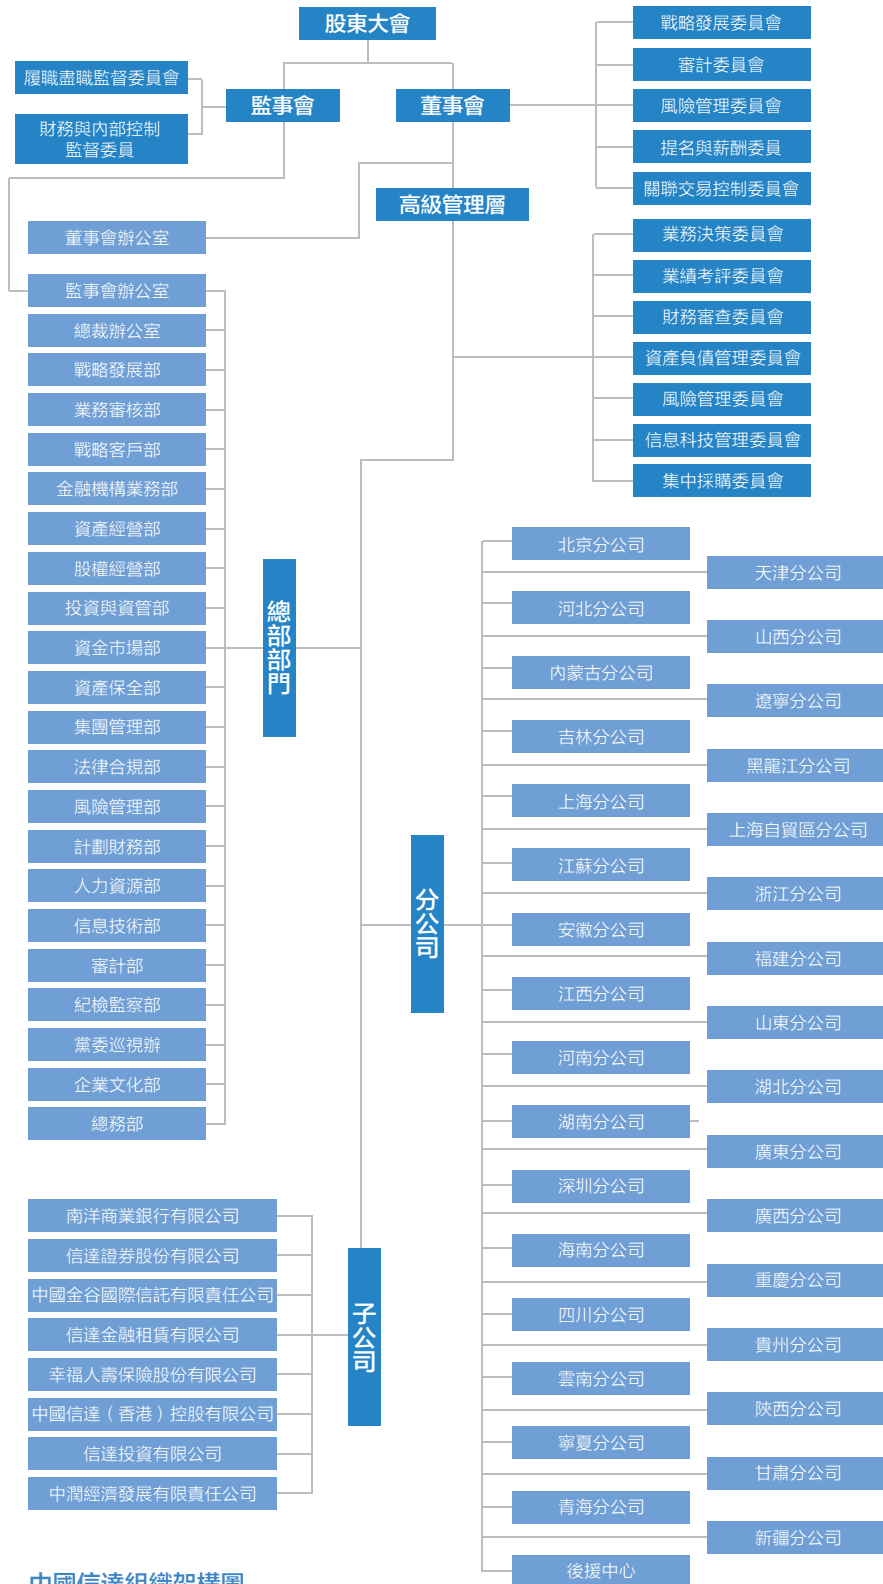 股東大會
監事會
董事會
高級管理層
履職盡職監督委員會
財務與內部控制
監督委員
戰略發展委員會
審計委員會
風險管理委員會
提名與薪酬委員
關聯交易控制委員會
業務決策委員會
業績考評委員會
財務審查委員會
資產負債管理委員會
風險管理委員會
信息科技管理委員會
集中採購委員會
董事會辦公室
監事會辦公室
總裁辦公室
戰略發展部
業務審核部
戰略客戶部
金融機構業務部
資產經營部
股權經營部
投資與資管部
資金市場部
資產保全部
集團管理部
法律合規部
風險管理部
計劃財務部
人力資源部
信息技術部
審計部
紀檢監察部
黨委巡視辦
企業文化部
總務部
總部部門
分公司
北京分公司
天津分公司
河北分公司
山西分公司
內蒙古分公司
遼寧分公司
吉林分公司
黑龍江分公司
上海分公司
上海自貿區分公司
江蘇分公司
浙江分公司
安徽分公司
福建分公司
江西分公司
山東分公司
河南分公司
湖北分公司
湖南分公司
廣東分公司
深圳分公司
廣西分公司
海南分公司
重慶分公司
四川分公司
貴州分公司
雲南分公司
陝西分公司
寧夏分公司
甘肅分公司
青海分公司
新疆分公司
後援中心
子公司
南洋商業銀行有限公司
信達證券股份有限公司
中國金谷國際信託有限責任公司
信達金融租賃有限公司
幸福人壽保險股份有限公司
中國信達（香港）控股有限公司
信達投資有限公司
中潤經濟發展有限責任公司
中國信達組織架構圖